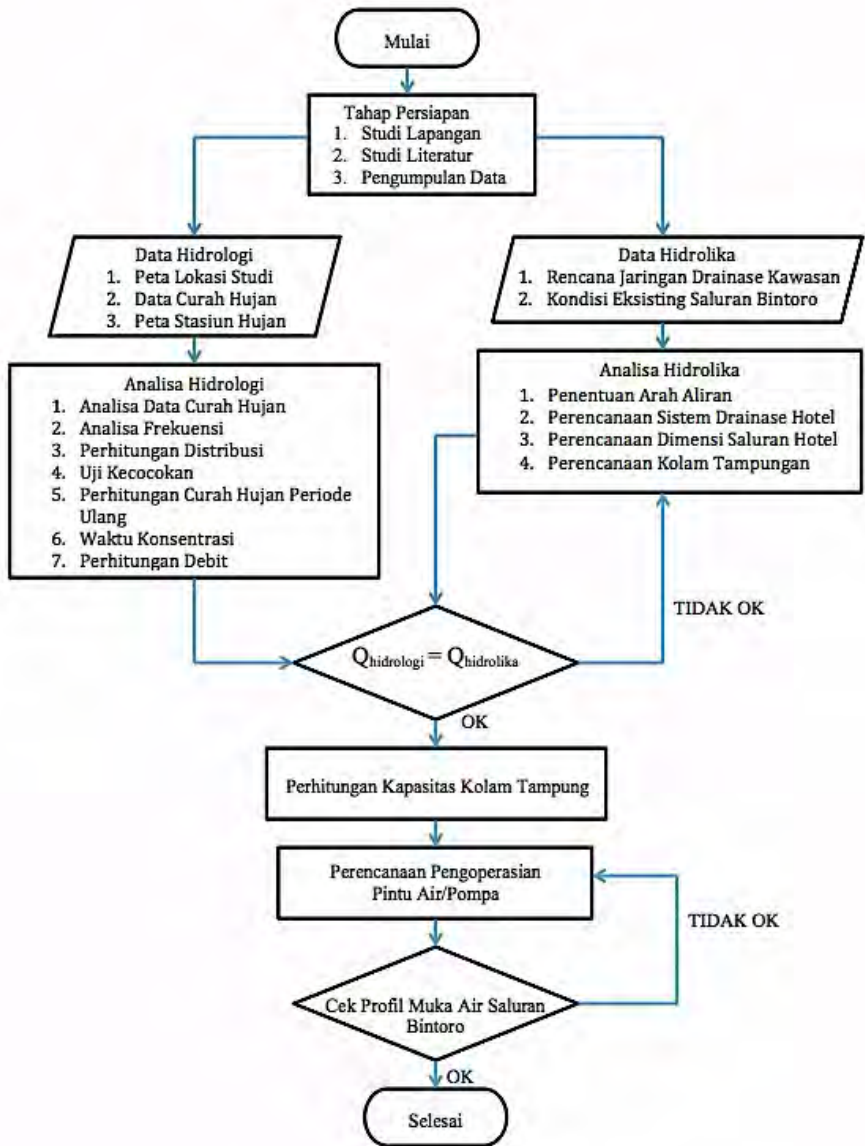 Mulai
Tahap Persiapan
1. Studi Lapangan
2. Studi Literatur
3. Pengumpulan Data
Data Hidrologi
1. Peta Lokasi Studi
2. Data Curah Hujan
3. Peta Stasiun Hujan
Data Hidrolika
1. Rencana Jaringan Drainase Kawasan
2. Kondisi Eksisting Saluran Bintoro
Analisa Hidrologi
1. Analisa Data Curah Hujan
2. Analisa Frekuensi
3. Perhitungan Distribusi
4. Uji Kecocokan
5. Perhitungan Curah Hujan Periode
Ulang
6. Waktu Konsentrasi
7. Perhitungan Debit
Analisa Hidrolika
1. Penentuan Arah Aliran
2. Perencanaan Sistem Drainase Hotel
3. Perencanaan Dimensi Saluran Hotel
4. Perencanaan Kolam Tampungan
TIDAK OK
Qhidrologi = Qhidrolika
OK
Perhitungan Kapasitas Kolam Tampung
Perencanaan Pengoperasian
Pintu Air/Pompa
TIDAK OK
Cek Profil Muka Air Saluran
Bintoro
OK
Selesai